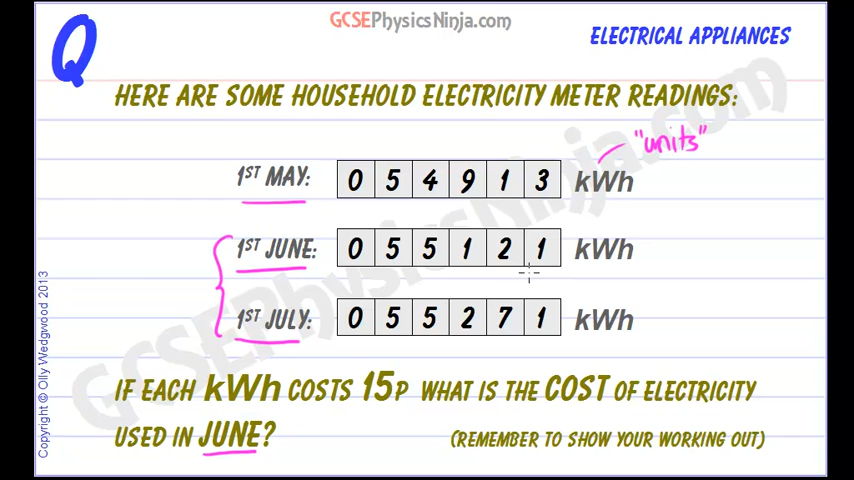 GCSEPhysicsNinja.com
Q
ELECTRICAL APPLIANCES
HERE ARE SOME HOUSEHOLD ELECTRICITY METER READINGS:
"units"
1ST MAY: 0 5 4 9 1 3 kWh
1ST JUNE: 0 5 5 1 2 1 kWh
1ST JULY: 0 5 5 2 7 1 kWh
IF EACH kWh COSTS 15P WHAT IS THE COST OF ELECTRICITY
USED IN JUNE?
(REMEMBER TO SHOW YOUR WORKING OUT)
Copyright © Olly Wedgwood 2013
GCSEPhysicsNinja.com